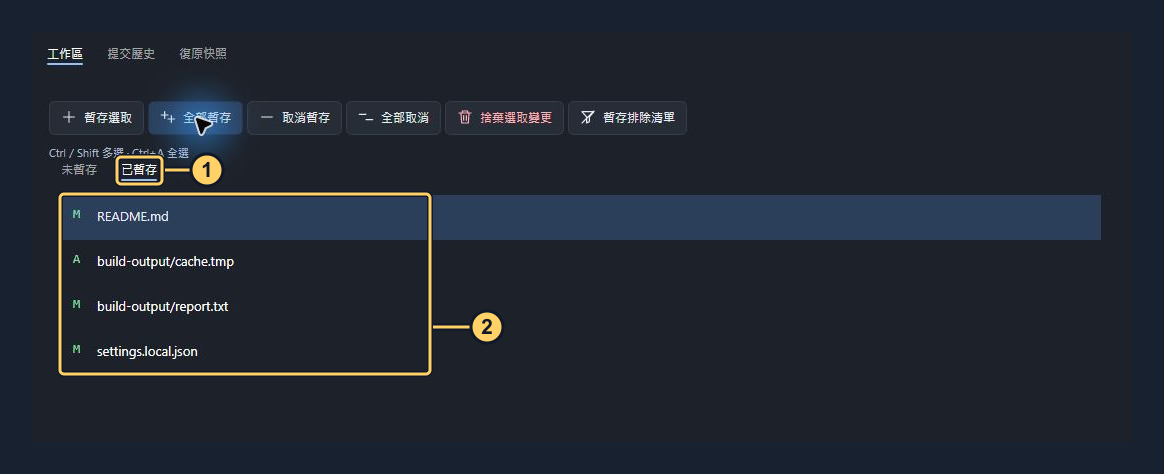 工作區 提交歷史 復原快照
暫存選取 全部暫存 取消暫存 全部取消 捨棄選取變更 暫存排除清單
Ctrl / Shift 多選 · Ctrl+A 全選
未暫存 已暫存 1
M README.md
A build-output/cache.tmp
M build-output/report.txt
2
M settings.local.json